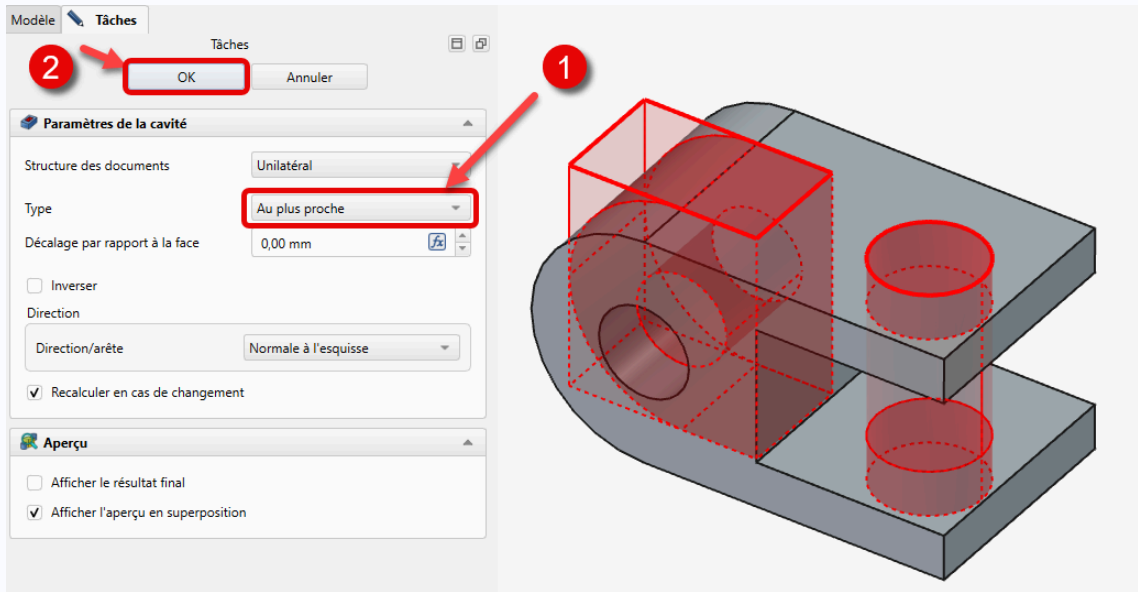 Modèle Tâches
Tâches
2
OK Annuler
1
Paramètres de la cavité
Structure des documents Unilatéral
Type Au plus proche
Décalage par rapport à la face 0,00 mm fx
Inverser
Direction
Direction/arête Normale à l'esquisse
Recalculer en cas de changement
Aperçu
Afficher le résultat final
Afficher l'aperçu en superposition